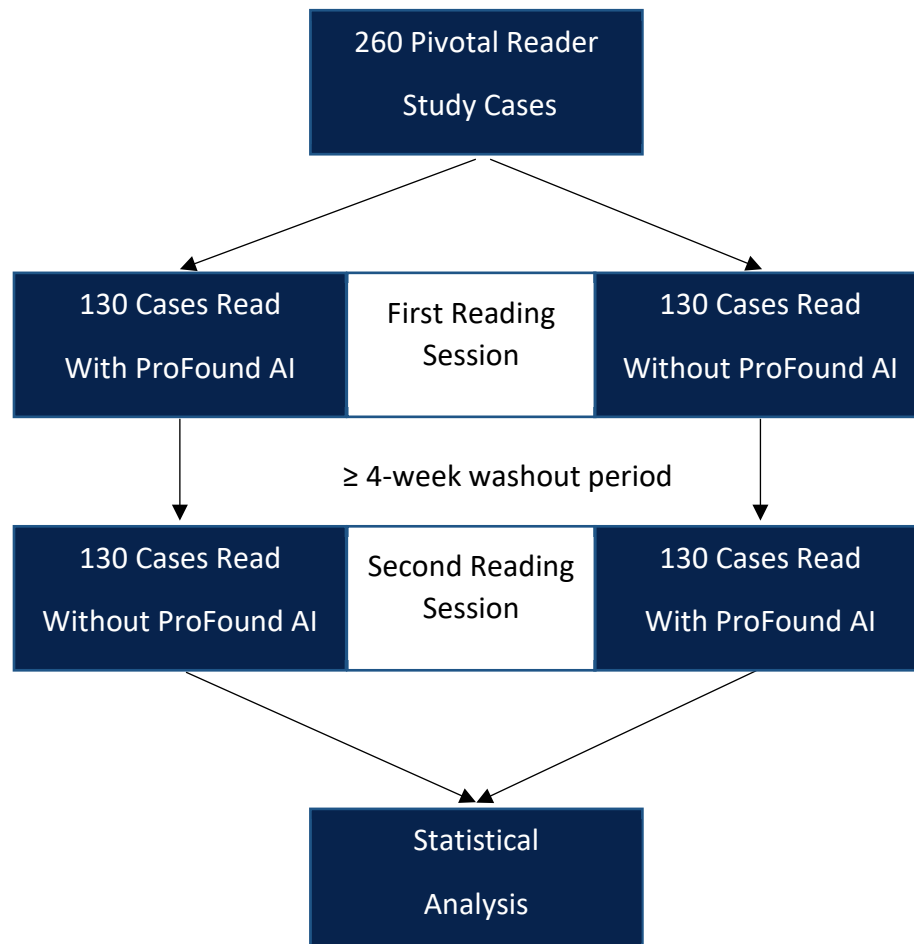 260 Pivotal Reader
Study Cases
130 Cases Read
With ProFound AI
First Reading
Session
130 Cases Read
Without ProFound AI
≥ 4-week washout period
130 Cases Read
Without ProFound AI
Second Reading
Session
130 Cases Read
With ProFound AI
Statistical
Analysis